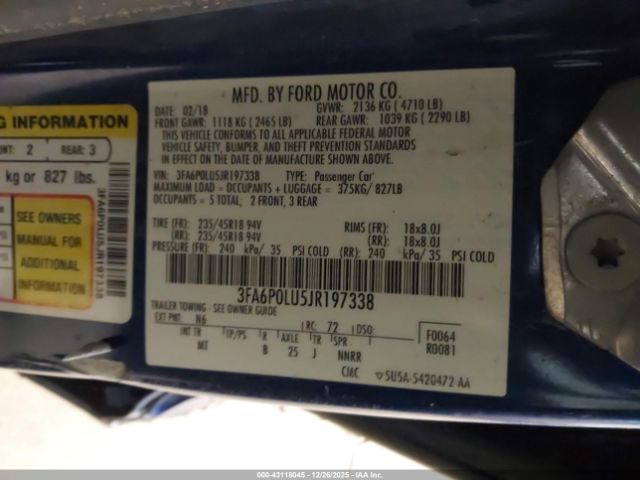 MFD. BY FORD MOTOR CO.
DATE: 02/18 GVWR: 2136 KG ( 4710 LB)
FRONT GAWR: 1118 KG ( 2465 LB) REAR GAWR: 1039 KG ( 2290 LB)
THIS VEHICLE CONFORMS TO ALL APPLICABLE FEDERAL MOTOR
VEHICLE SAFETY, BUMPER, AND THEFT PREVENTION STANDARDS
IN EFFECT ON THE DATE OF MANUFACTURE SHOWN ABOVE.
VIN: 3FA6P0LU5JR197338 TYPE: Passenger Car
MAXIMUM LOAD = OCCUPANTS + LUGGAGE = 375KG/ 827LB
OCCUPANTS = 5 TOTAL; 2 FRONT, 3 REAR
TIRE (FR): 235/45R18 94V RIMS (FR): 18x8.0J
(RR): 235/45R18 94V (RR): 18x8.0J
PRESSURE (FR): 240 kPa/ 35 PSI COLD (RR): 240 kPa/ 35 PSI COLD
3FA6P0LU5JR197338
TRAILER TOWING - SEE OWNER GUIDE
EXT PNT: N6 RC: 72 DSO: F0064
INT TR TP/PS R AXLE TR SPR R0081
MT B 25 J NNRR
CMC SU5A-5420472-AA
G INFORMATION
NT: 2 REAR: 3
kg or 827 lbs.
SEE OWNERS
MANUAL FOR
ADDITIONAL
INFORMATION
3FA6P0LU5JR197338
000-43118045 - 12/26/2025 - IAAI.COM